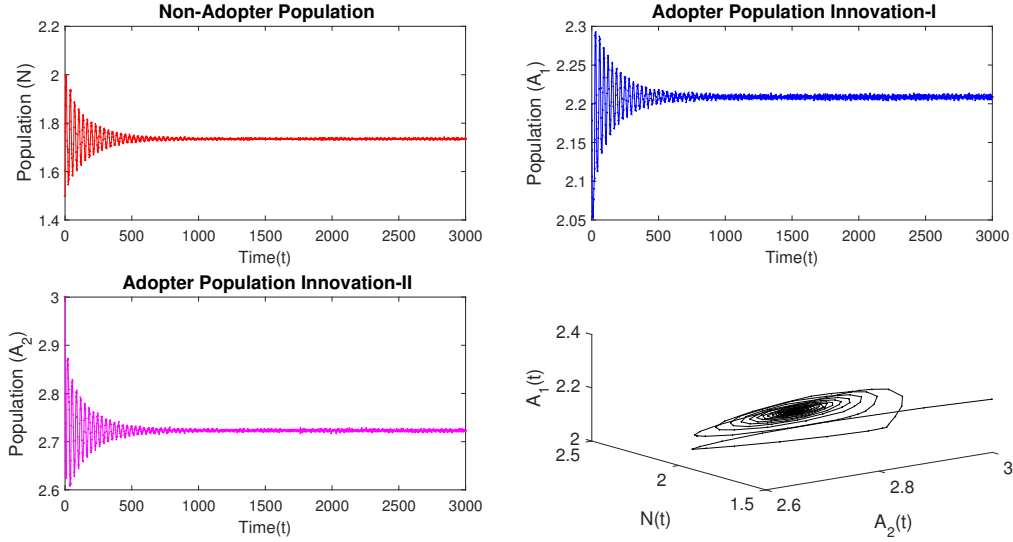 Non-Adopter Population
Population (N)
2.2
2
1.8
1.6
1.4
0 500 1000 1500 2000 2500 3000
Time(t)
Adopter Population Innovation-I
Population (A1)
2.3
2.25
2.2
2.15
2.1
2.05
0 500 1000 1500 2000 2500 3000
Time(t)
Adopter Population Innovation-II
Population (A2)
3
2.9
2.8
2.7
2.6
0 500 1000 1500 2000 2500 3000
Time(t)
A1(t)
2.4
2.2
2
2.5
2
1.5
N(t)
2.6
2.8
3
A2(t)